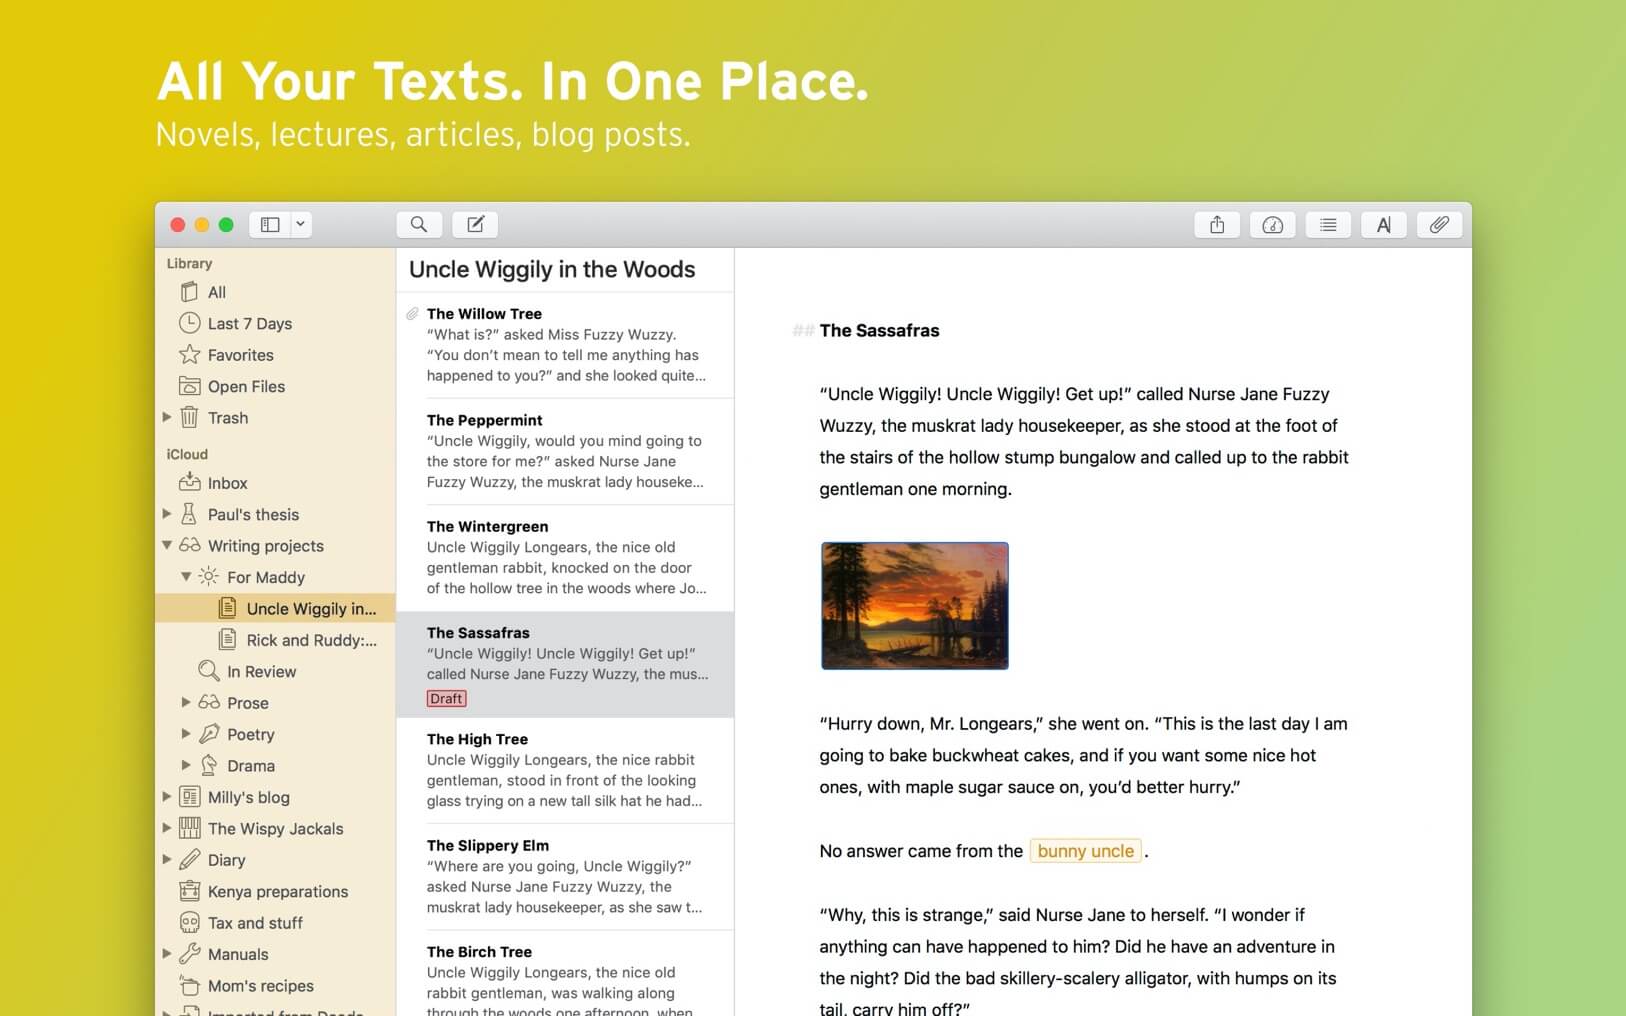 All Your Texts. In One Place.
Novels, lectures, articles, blog posts.
Library
All
Last 7 Days
Favorites
Open Files
Trash
iCloud
Inbox
Paul's thesis
Writing projects
For Maddy
Uncle Wiggily in...
Rick and Ruddy:...
In Review
Prose
Poetry
Drama
Milly's blog
The Wispy Jackals
Diary
Kenya preparations
Tax and stuff
Manuals
Mom's recipes
Imported from
Uncle Wiggily in the Woods
The Willow Tree
“What is?” asked Miss Fuzzy Wuzzy.
“You don’t mean to tell me anything has
happened to you?” and she looked quite...
The Peppermint
“Uncle Wiggily, would you mind going to
the store for me?” asked Nurse Jane
Fuzzy Wuzzy, the muskrat lady houseke...
The Wintergreen
Uncle Wiggily Longears, the nice old
gentleman rabbit, knocked on the door
of the hollow tree in the woods where Jo...
The Sassafras
“Uncle Wiggily! Uncle Wiggily! Get up!”
called Nurse Jane Fuzzy Wuzzy, the mus...
Draft
The High Tree
Uncle Wiggily Longears, the nice rabbit
gentleman, stood in front of the looking
glass trying on a new tall silk hat he had...
The Slippery Elm
“Where are you going, Uncle Wiggily?”
asked Nurse Jane Fuzzy Wuzzy, the
muskrat lady housekeeper, as she saw t...
The Birch Tree
Uncle Wiggily Longears, the nice old
rabbit gentleman, was walking along
through the woods one afternoon, when
## The Sassafras
“Uncle Wiggily! Uncle Wiggily! Get up!” called Nurse Jane Fuzzy
Wuzzy, the muskrat lady housekeeper, as she stood at the foot of
the stairs of the hollow stump bungalow and called up to the rabbit
gentleman one morning.
“Hurry down, Mr. Longears,” she went on. “This is the last day I am
going to bake buckwheat cakes, and if you want some nice hot
ones, with maple sugar sauce on, you’d better hurry.”
No answer came from the bunny uncle.
“Why, this is strange,” said Nurse Jane to herself. “I wonder if
anything can have happened to him? Did he have an adventure in
the night? Did the bad skillery-scalery alligator, with humps on its
tail, carry him off?”